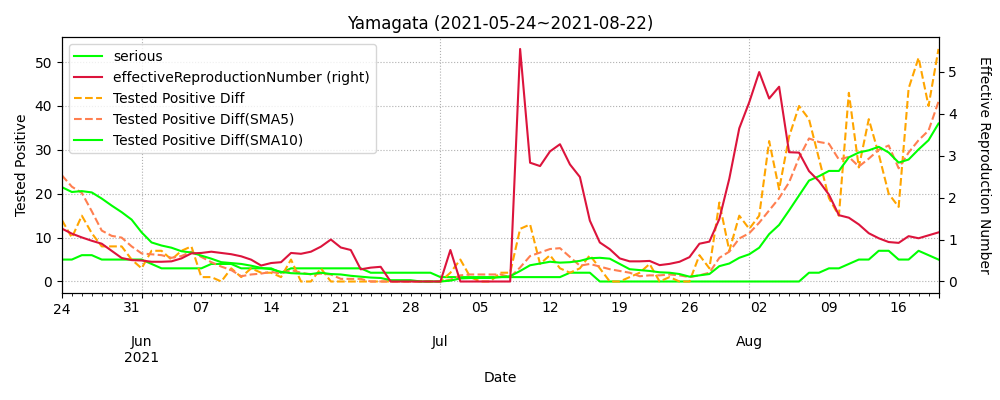 Yamagata (2021-05-24~2021-08-22)
serious
effectiveReproductionNumber (right)
Tested Positive Diff
Tested Positive Diff(SMA5)
Tested Positive Diff(SMA10)
Tested Positive
50
40
30
20
10
0
5
4
3
2
1
0
Effective Reproduction Number
24 31 07 14 21 28 05 12 19 26 02 09 16
Jun Jul Aug
2021
Date